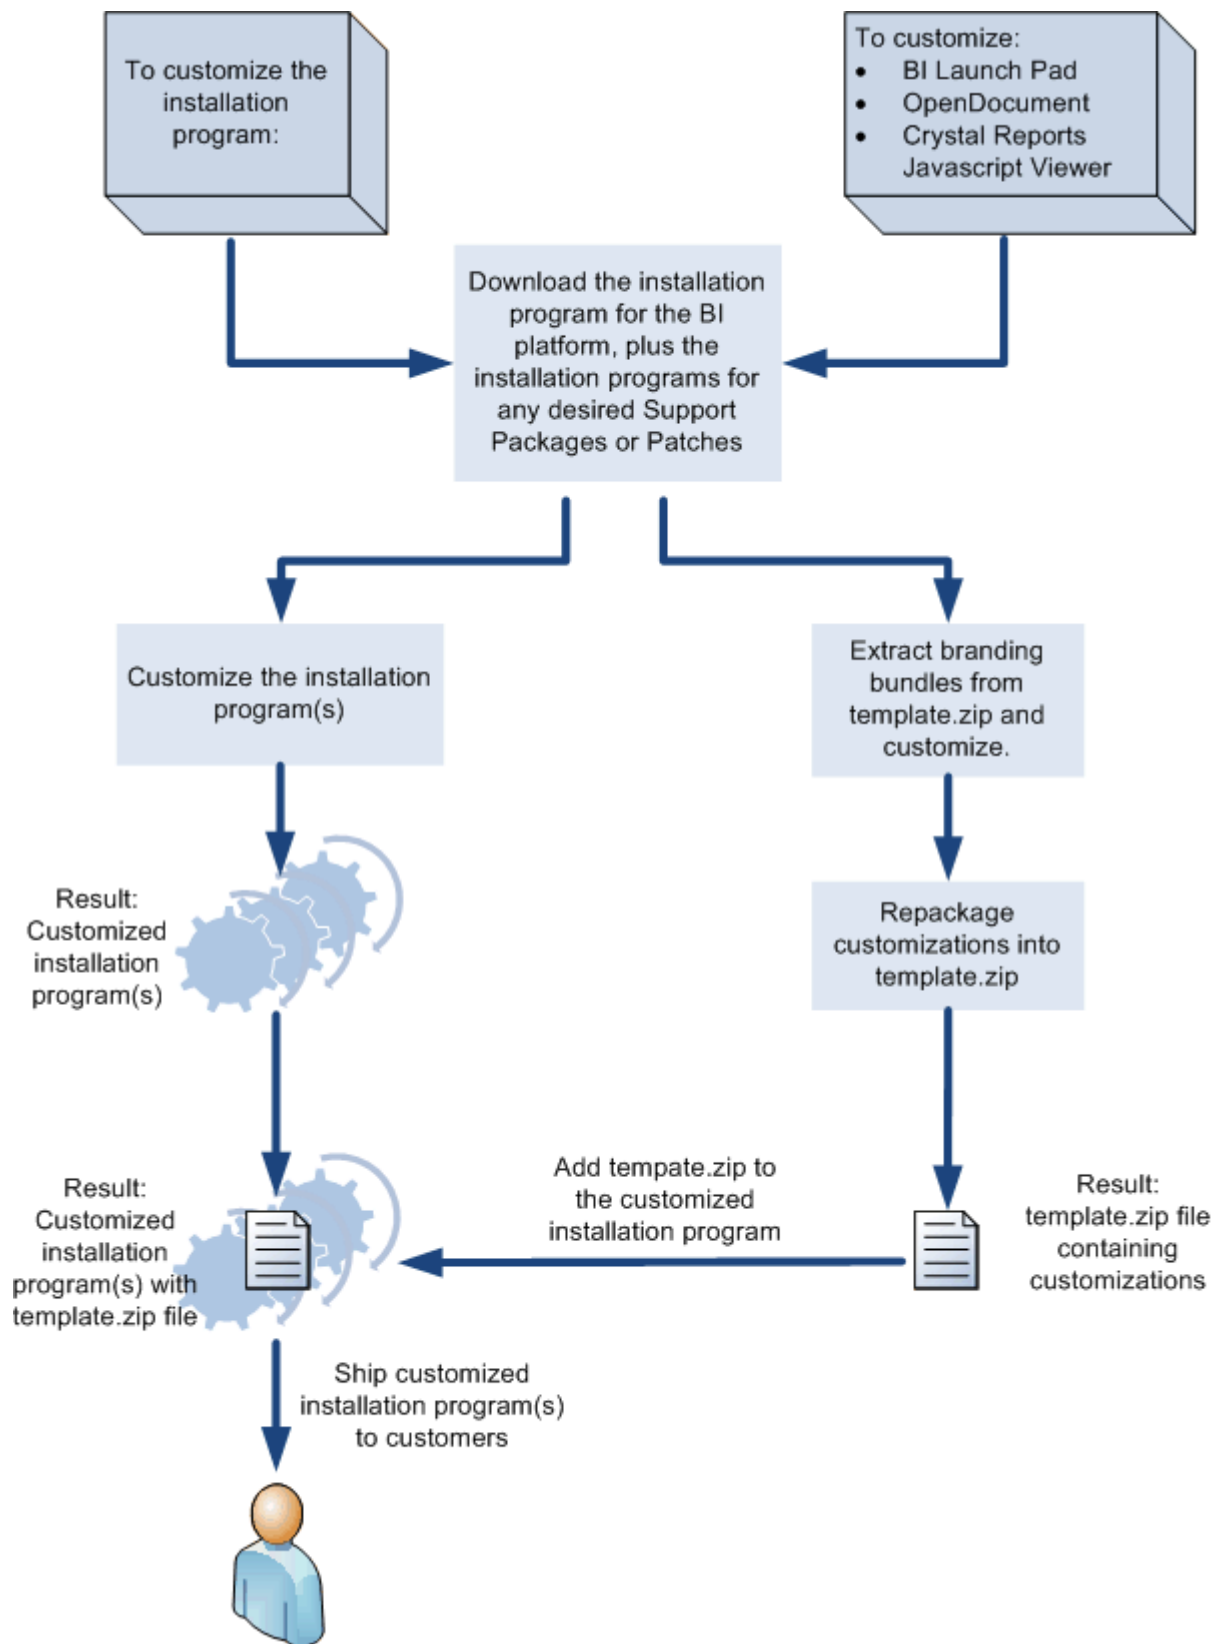 To customize the
installation
program:
To customize:
• BI Launch Pad
• OpenDocument
• Crystal Reports
Javascript Viewer
Download the installation
program for the BI
platform, plus the
installation programs for
any desired Support
Packages or Patches
Customize the installation
program(s)
Extract branding
bundles from
template.zip and
customize.
Result:
Customized
installation
program(s)
Repackage
customizations into
template.zip
Result:
Customized
installation
program(s) with
template.zip file
Add tempate.zip to
the customized
installation program
Result:
template.zip file
containing
customizations
Ship customized
installation program(s)
to customers